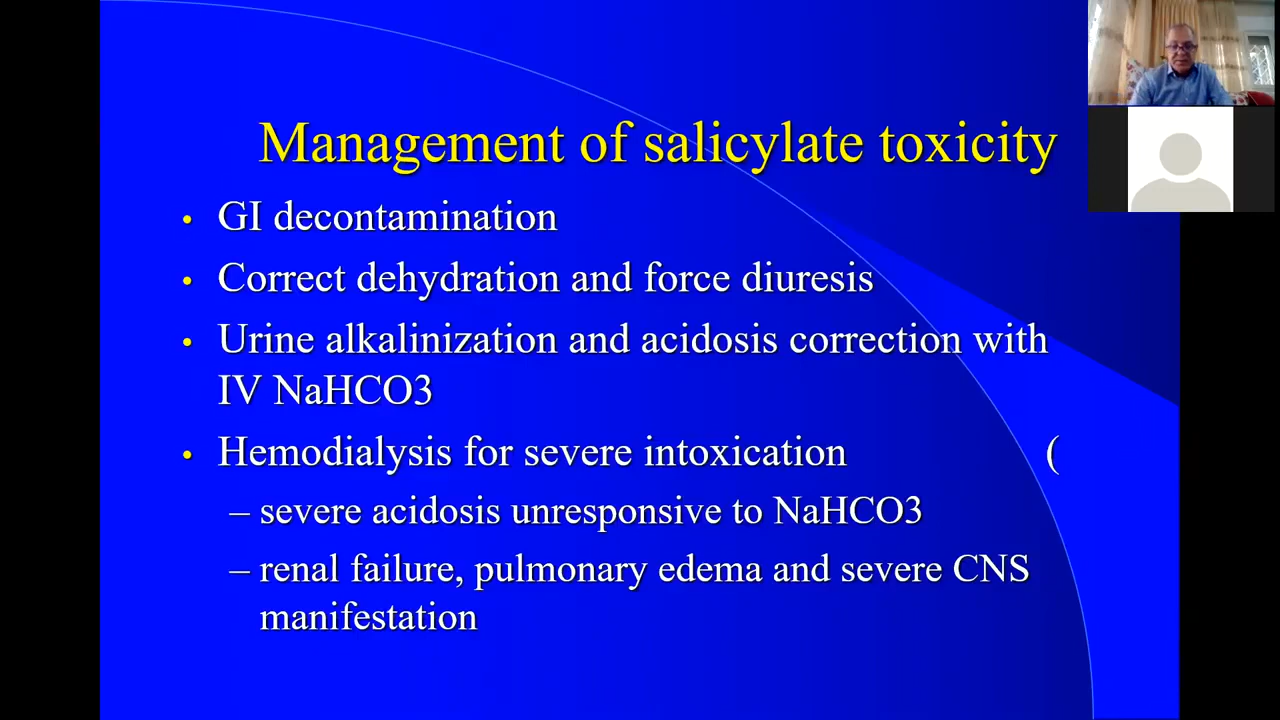 Management of salicylate toxicity
• GI decontamination
• Correct dehydration and force diuresis
• Urine alkalinization and acidosis correction with
IV NaHCO3
• Hemodialysis for severe intoxication (
– severe acidosis unresponsive to NaHCO3
– renal failure, pulmonary edema and severe CNS
manifestation